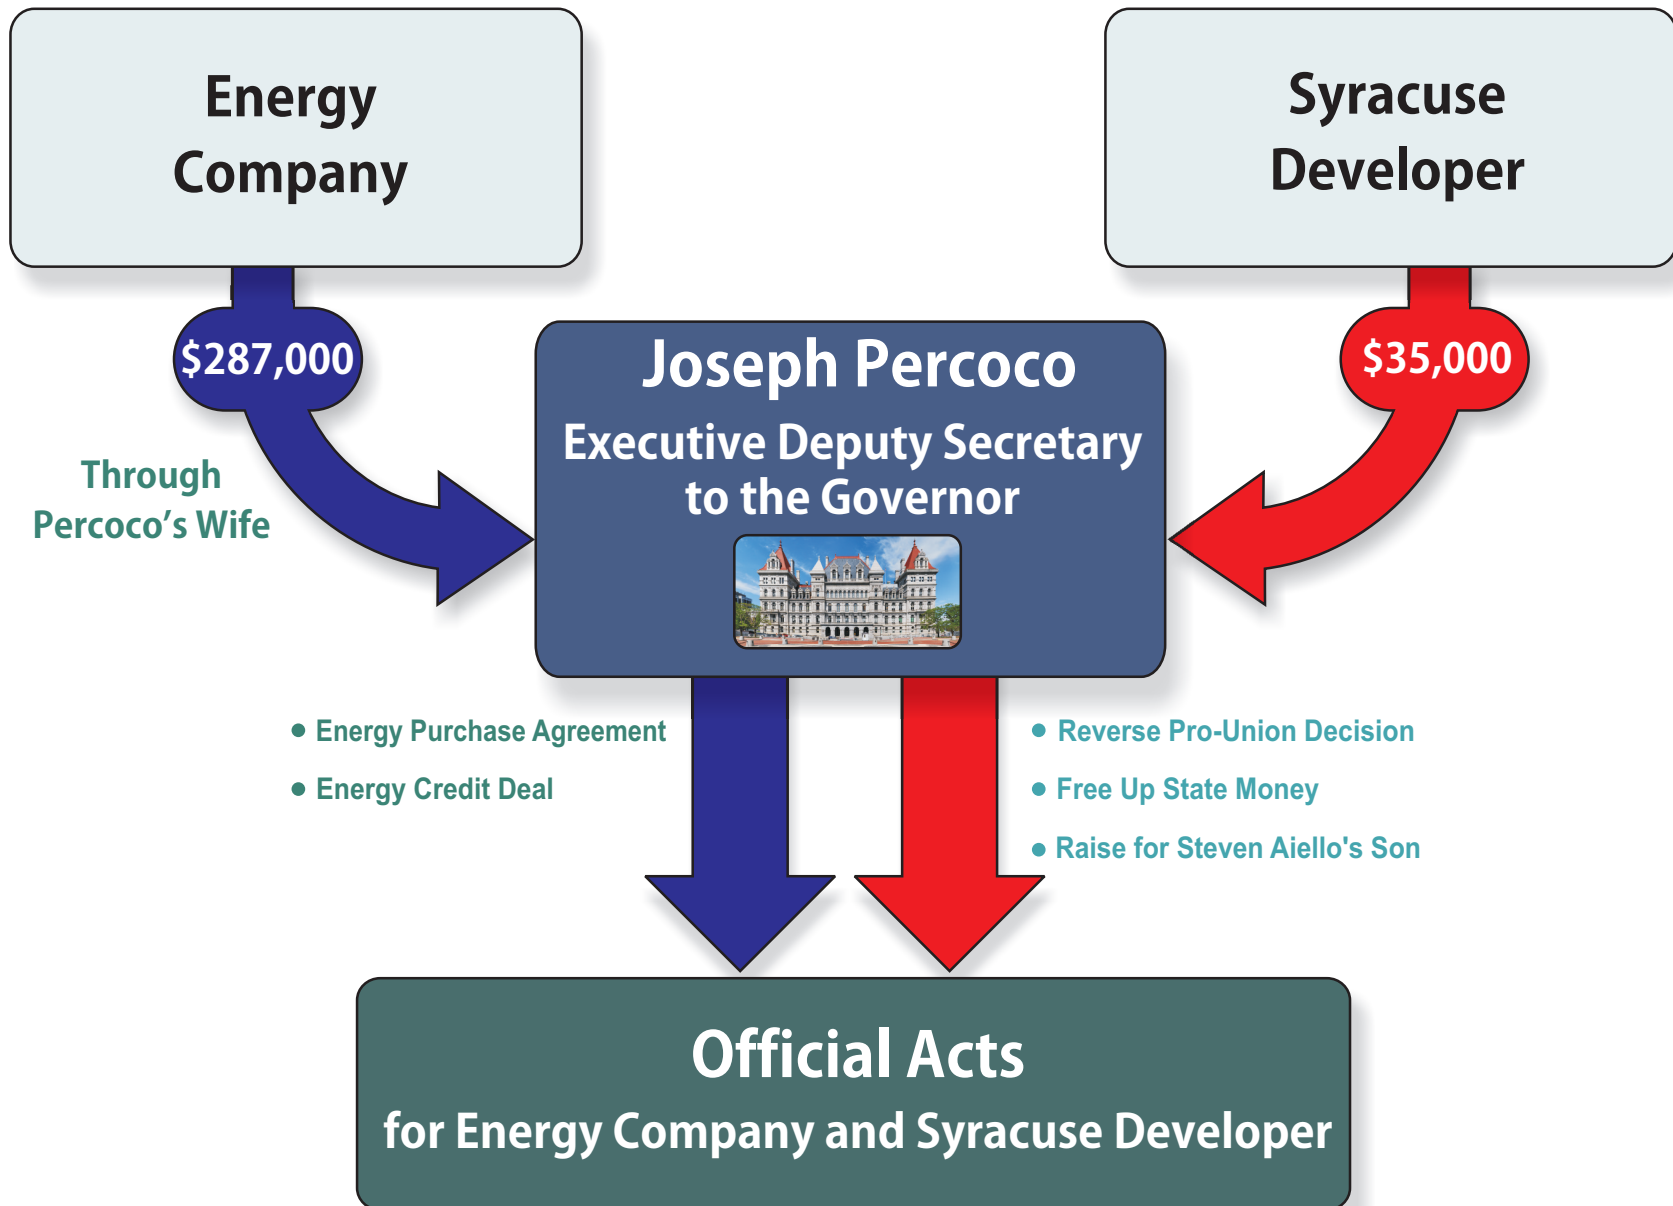 Energy
Company
Syracuse
Developer
$287,000
$35,000
Through
Percoco’s Wife
Joseph Percoco
Executive Deputy Secretary
to the Governor
• Energy Purchase Agreement
• Energy Credit Deal
• Reverse Pro-Union Decision
• Free Up State Money
• Raise for Steven Aiello's Son
Official Acts
for Energy Company and Syracuse Developer